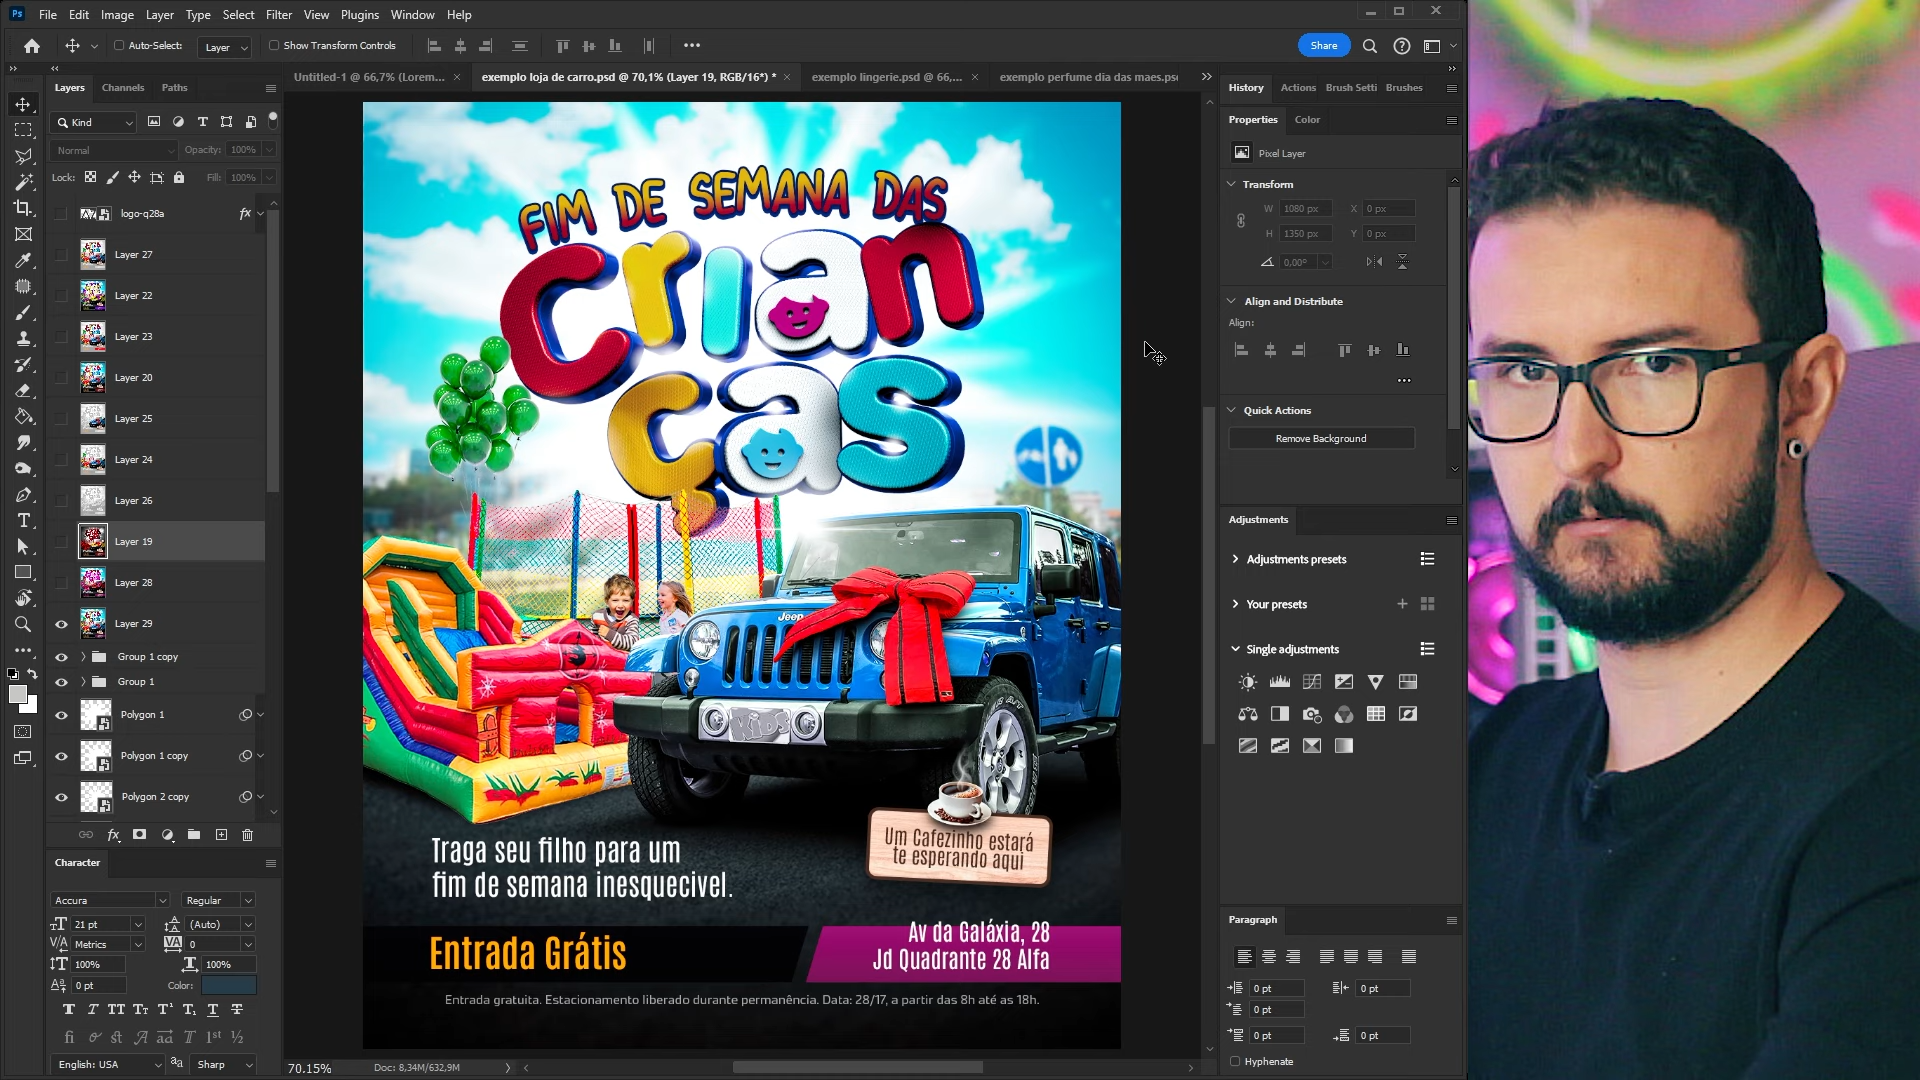 Ps File Edit Image Layer Type Select Filter View Plugins Window Help
Auto-Select: Layer Show Transform Controls Share
Untitled-1 @ 66,7% (Lorem... × exemplo loja de carro.psd @ 70,1% (Layer 19, RGB/16*) * × exemplo lingerie.psd @ 66,... × exemplo perfume dia das maes.psd
Layers Channels Paths
Kind
Normal Opacity: 100%
Lock: Fill: 100%
logo-q28a fx
Layer 27
Layer 22
Layer 23
Layer 20
Layer 25
Layer 24
Layer 26
Layer 19
Layer 28
Layer 29
Group 1 copy
Group 1
Polygon 1
Polygon 1 copy
Polygon 2 copy
Character
Accura Regular
21 pt (Auto)
Metrics 0
100% 100%
0 pt Color:
English: USA Sharp
FIM DE SEMANA DAS
Crian
ças
Jeep
Kids
Traga seu filho para um
fim de semana inesquecivel.
Um Cafezinho estará
te esperando aqui
Entrada Grátis
Av da Galáxia, 28
Jd Quadrante 28 Alfa
Entrada gratuita. Estacionamento liberado durante permanência. Data: 28/17, a partir das 8h até as 18h.
70.15% Doc: 8,34M/632,9M
History Actions Brush Setti Brushes
Properties Color
Pixel Layer
Transform
W 1080 px X 0 px
H 1350 px Y 0 px
0,00°
Align and Distribute
Align:
Quick Actions
Remove Background
Adjustments
Adjustments presets
Your presets
Single adjustments
Paragraph
0 pt 0 pt
0 pt
0 pt 0 pt
Hyphenate